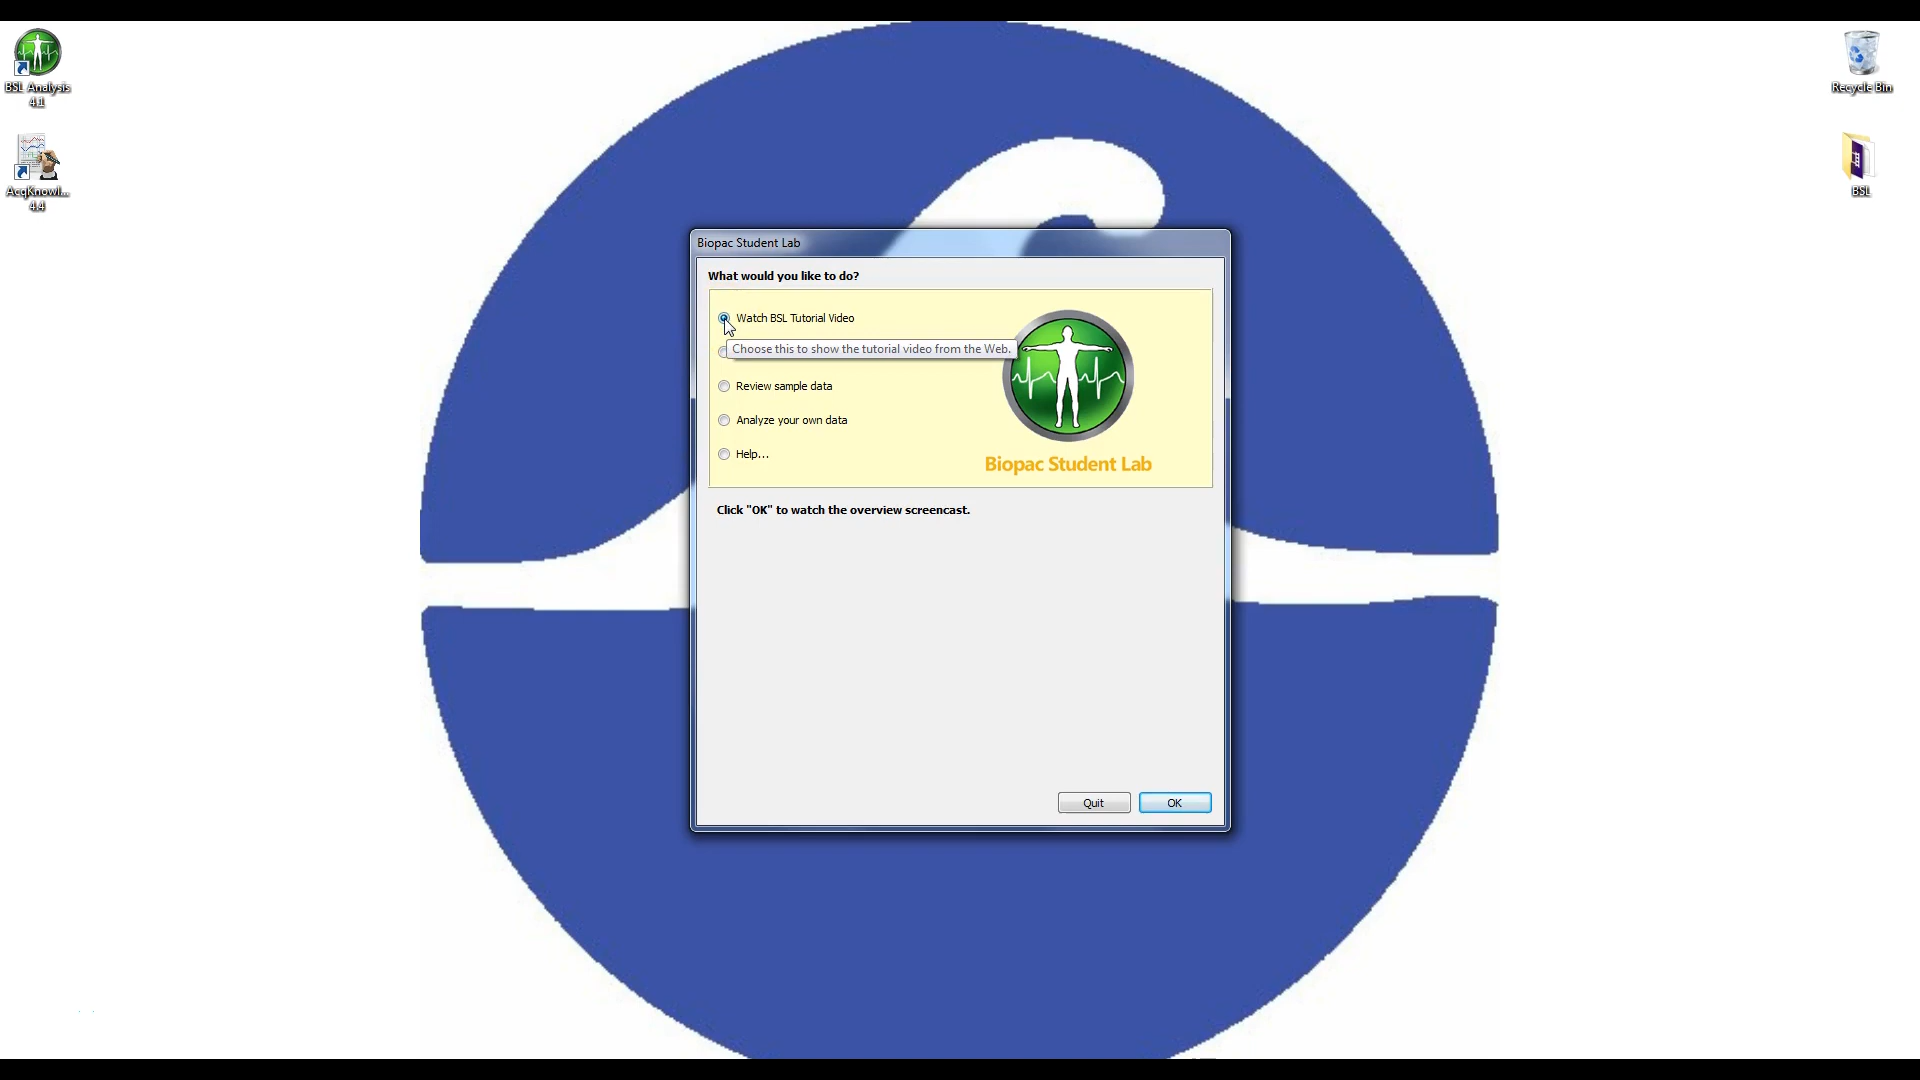 BSL Analysis
4.1
AcqKnowl...
4.4
Recycle Bin
BSL
Biopac Student Lab
What would you like to do?
Watch BSL Tutorial Video
Choose this to show the tutorial video from the Web.
Review sample data
Analyze your own data
Help...
Biopac Student Lab
Click "OK" to watch the overview screencast.
Quit
OK